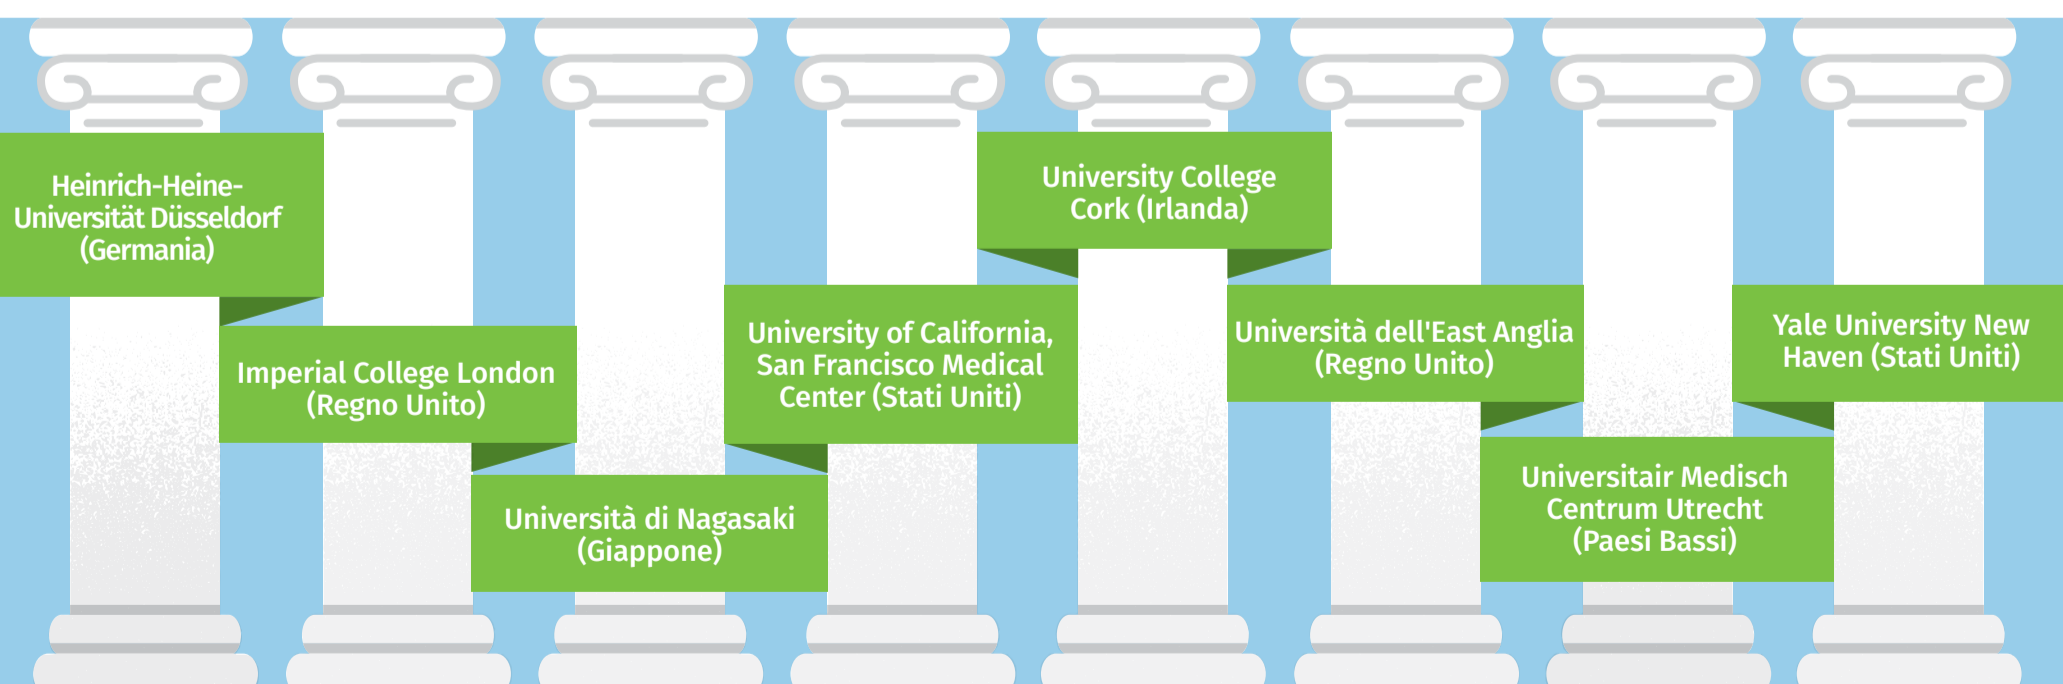 Heinrich-Heine-
Universität Düsseldorf
(Germania)
Imperial College London
(Regno Unito)
Università di Nagasaki
(Giappone)
University of California,
San Francisco Medical
Center (Stati Uniti)
University College
Cork (Irlanda)
Università dell'East Anglia
(Regno Unito)
Universitair Medisch
Centrum Utrecht
(Paesi Bassi)
Yale University New
Haven (Stati Uniti)